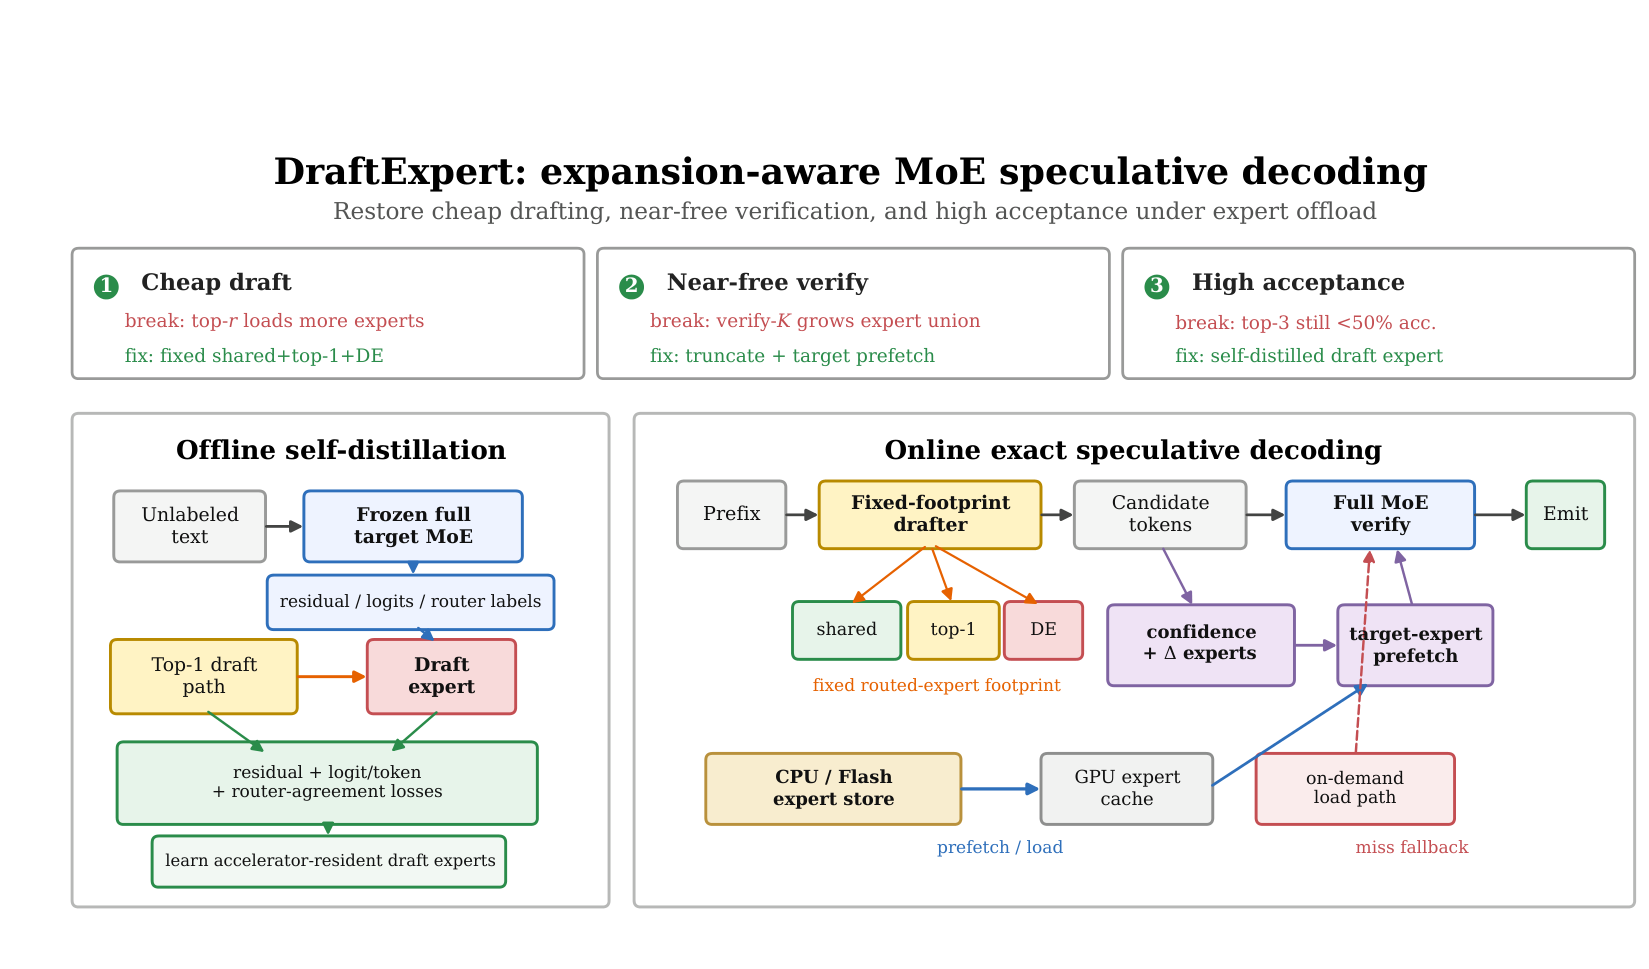 DraftExpert: expansion-aware MoE speculative decoding
Restore cheap drafting, near-free verification, and high acceptance under expert offload
1 Cheap draft
break: top-r loads more experts
fix: fixed shared+top-1+DE
2 Near-free verify
break: verify-K grows expert union
fix: truncate + target prefetch
3 High acceptance
break: top-3 still <50% acc.
fix: self-distilled draft expert
Offline self-distillation
Unlabeled
text
Frozen full
target MoE
residual / logits / router labels
Top-1 draft
path
Draft
expert
residual + logit/token
+ router-agreement losses
learn accelerator-resident draft experts
Online exact speculative decoding
Prefix
Fixed-footprint
drafter
Candidate
tokens
Full MoE
verify
Emit
shared
top-1
DE
fixed routed-expert footprint
confidence
+ Δ experts
target-expert
prefetch
CPU / Flash
expert store
GPU expert
cache
on-demand
load path
prefetch / load
miss fallback